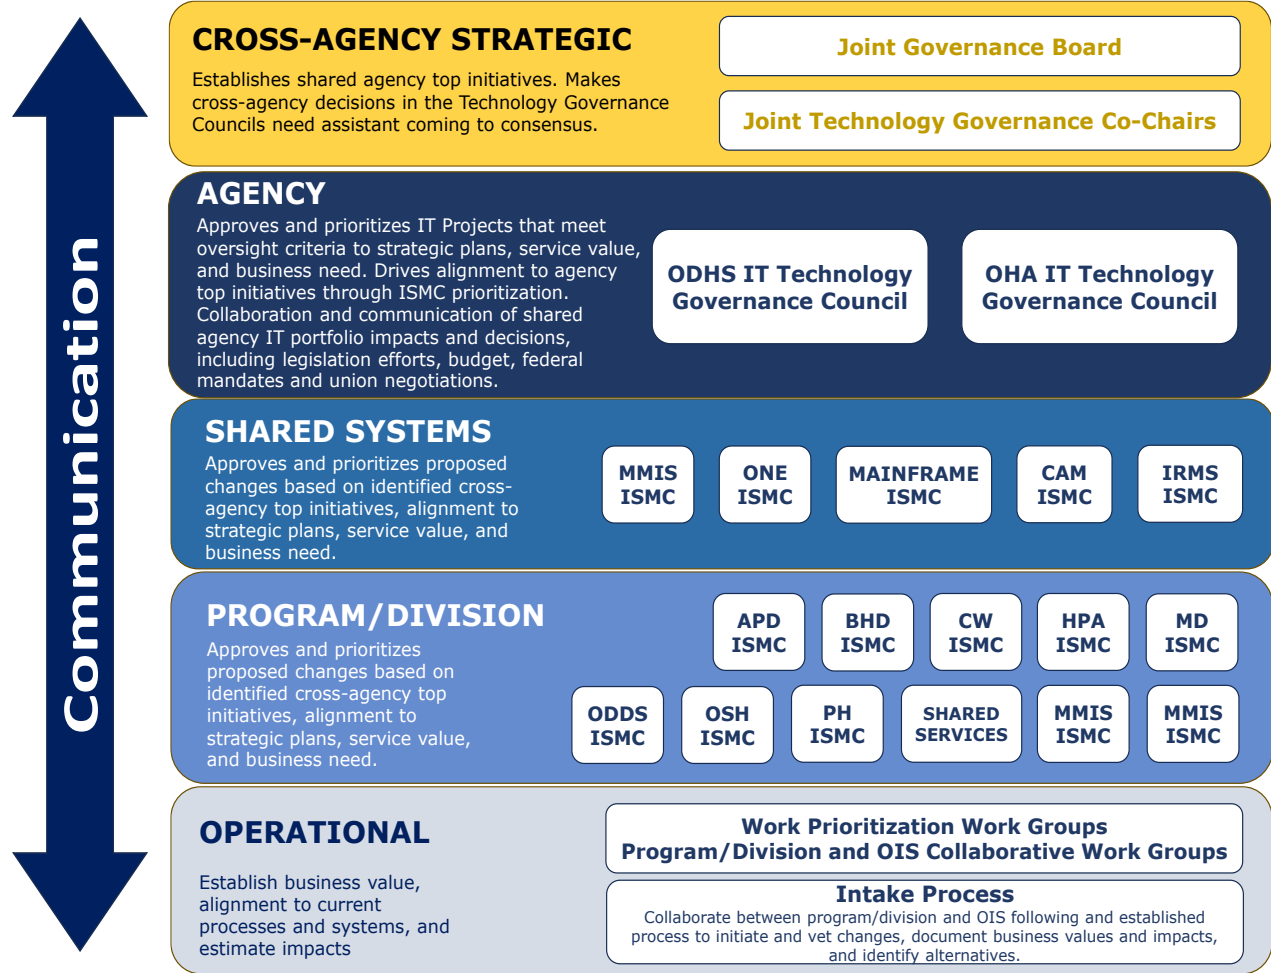 Communication
CROSS-AGENCY STRATEGIC
Establishes shared agency top initiatives. Makes
cross-agency decisions in the Technology Governance
Councils need assistant coming to consensus.
Joint Governance Board
Joint Technology Governance Co-Chairs
AGENCY
Approves and prioritizes IT Projects that meet
oversight criteria to strategic plans, service value,
and business need. Drives alignment to agency
top initiatives through ISMC prioritization.
Collaboration and communication of shared
agency IT portfolio impacts and decisions,
including legislation efforts, budget, federal
mandates and union negotiations.
ODHS IT Technology
Governance Council
OHA IT Technology
Governance Council
SHARED SYSTEMS
Approves and prioritizes proposed
changes based on identified cross-
agency top initiatives, alignment to
strategic plans, service value, and
business need.
MMIS
ISMC
ONE
ISMC
MAINFRAME
ISMC
CAM
ISMC
IRMS
ISMC
PROGRAM/DIVISION
Approves and prioritizes
proposed changes based on
identified cross-agency top
initiatives, alignment to
strategic plans, service value,
and business need.
APD
ISMC
BHD
ISMC
CW
ISMC
HPA
ISMC
MD
ISMC
ODDS
ISMC
OSH
ISMC
PH
ISMC
SHARED
SERVICES
MMIS
ISMC
MMIS
ISMC
OPERATIONAL
Establish business value,
alignment to current
processes and systems, and
estimate impacts
Work Prioritization Work Groups
Program/Division and OIS Collaborative Work Groups
Intake Process
Collaborate between program/division and OIS following and established
process to initiate and vet changes, document business values and impacts,
and identify alternatives.